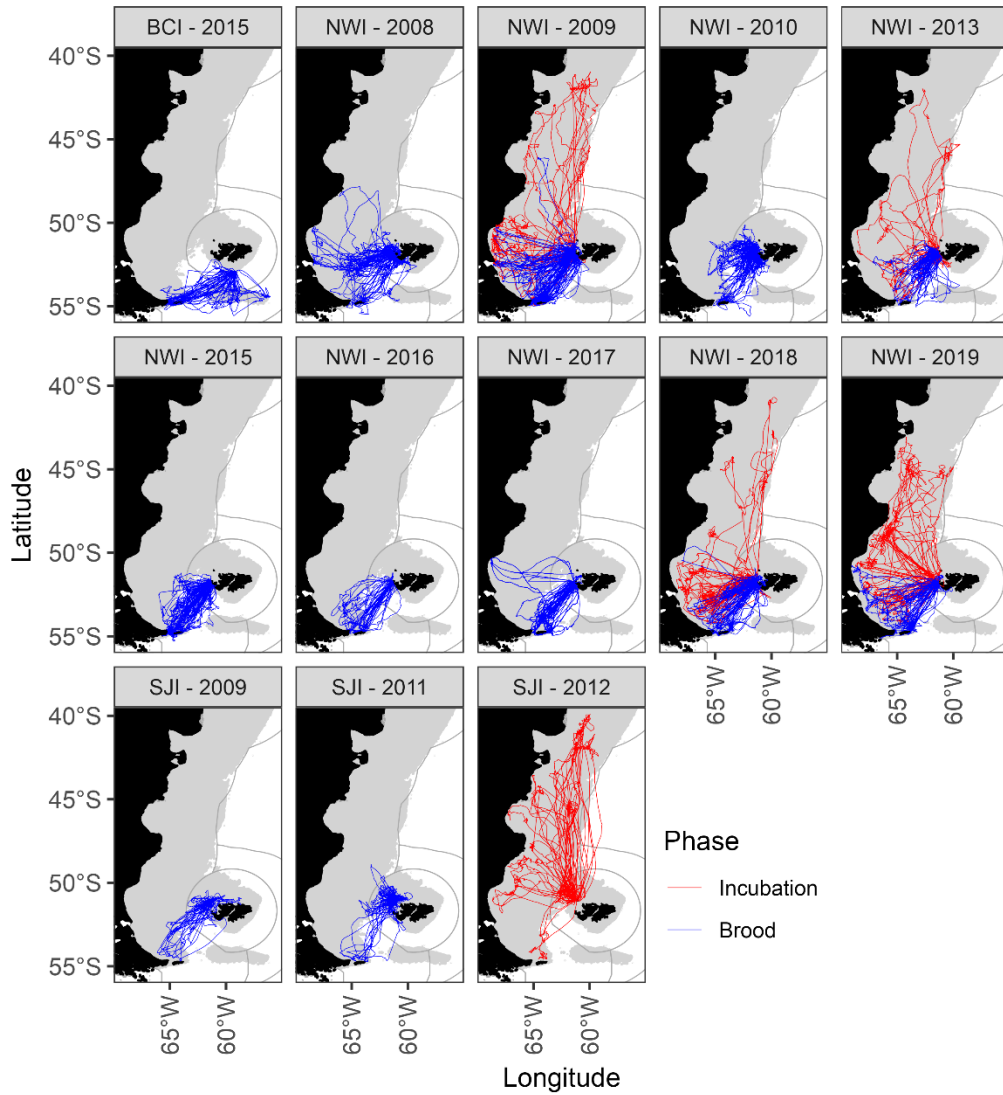 BCI - 2015 NWI - 2008 NWI - 2009 NWI - 2010 NWI - 2013
40°S
45°S
50°S
55°S
NWI - 2015 NWI - 2016 NWI - 2017 NWI - 2018 NWI - 2019
40°S
45°S
50°S
55°S
65°W 60°W 65°W 60°W
SJI - 2009 SJI - 2011 SJI - 2012
40°S
45°S
50°S
55°S
65°W 60°W 65°W 60°W 65°W 60°W
Latitude
Longitude
Phase
Incubation
Brood